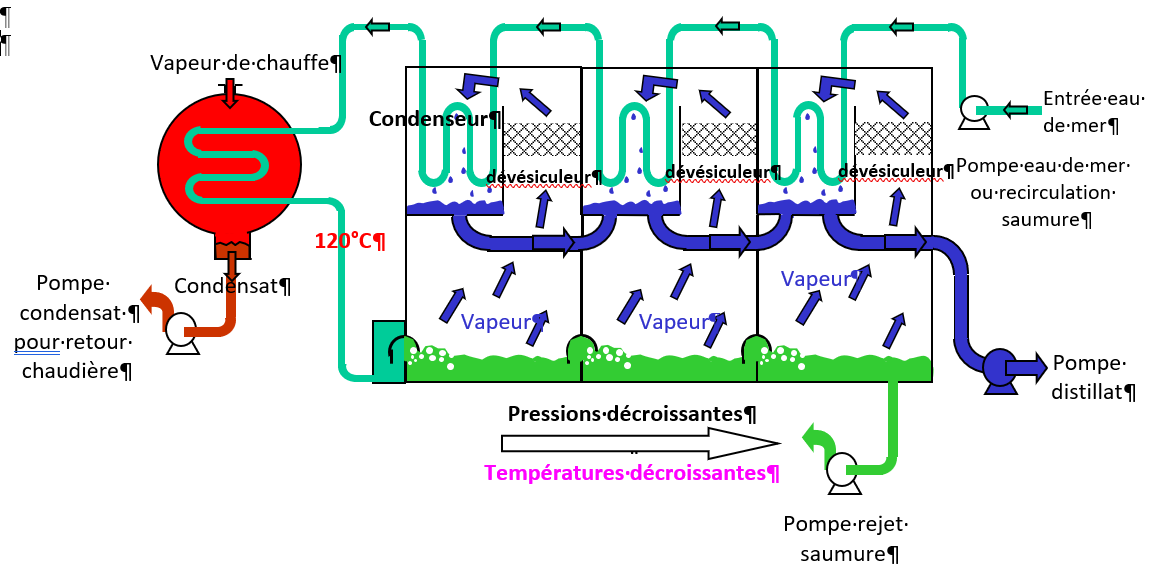 ¶
¶
Vapeur·de·chauffe¶
Entrée·eau·
de·mer¶
Condenseur¶
dévésiculeur¶
dévésiculeur¶
dévésiculeur¶
Pompe·eau·de·mer·
ou·recirculation·
saumure¶
120°C¶
Condensat¶
Pompe·
condensat·¶
pour·retour·
chaudière¶
Vapeur¶
Vapeur¶
Vapeur¶
Pompe·
distillat¶
Pressions·décroissantes¶
Températures·décroissantes¶
Pompe·rejet·
saumure¶